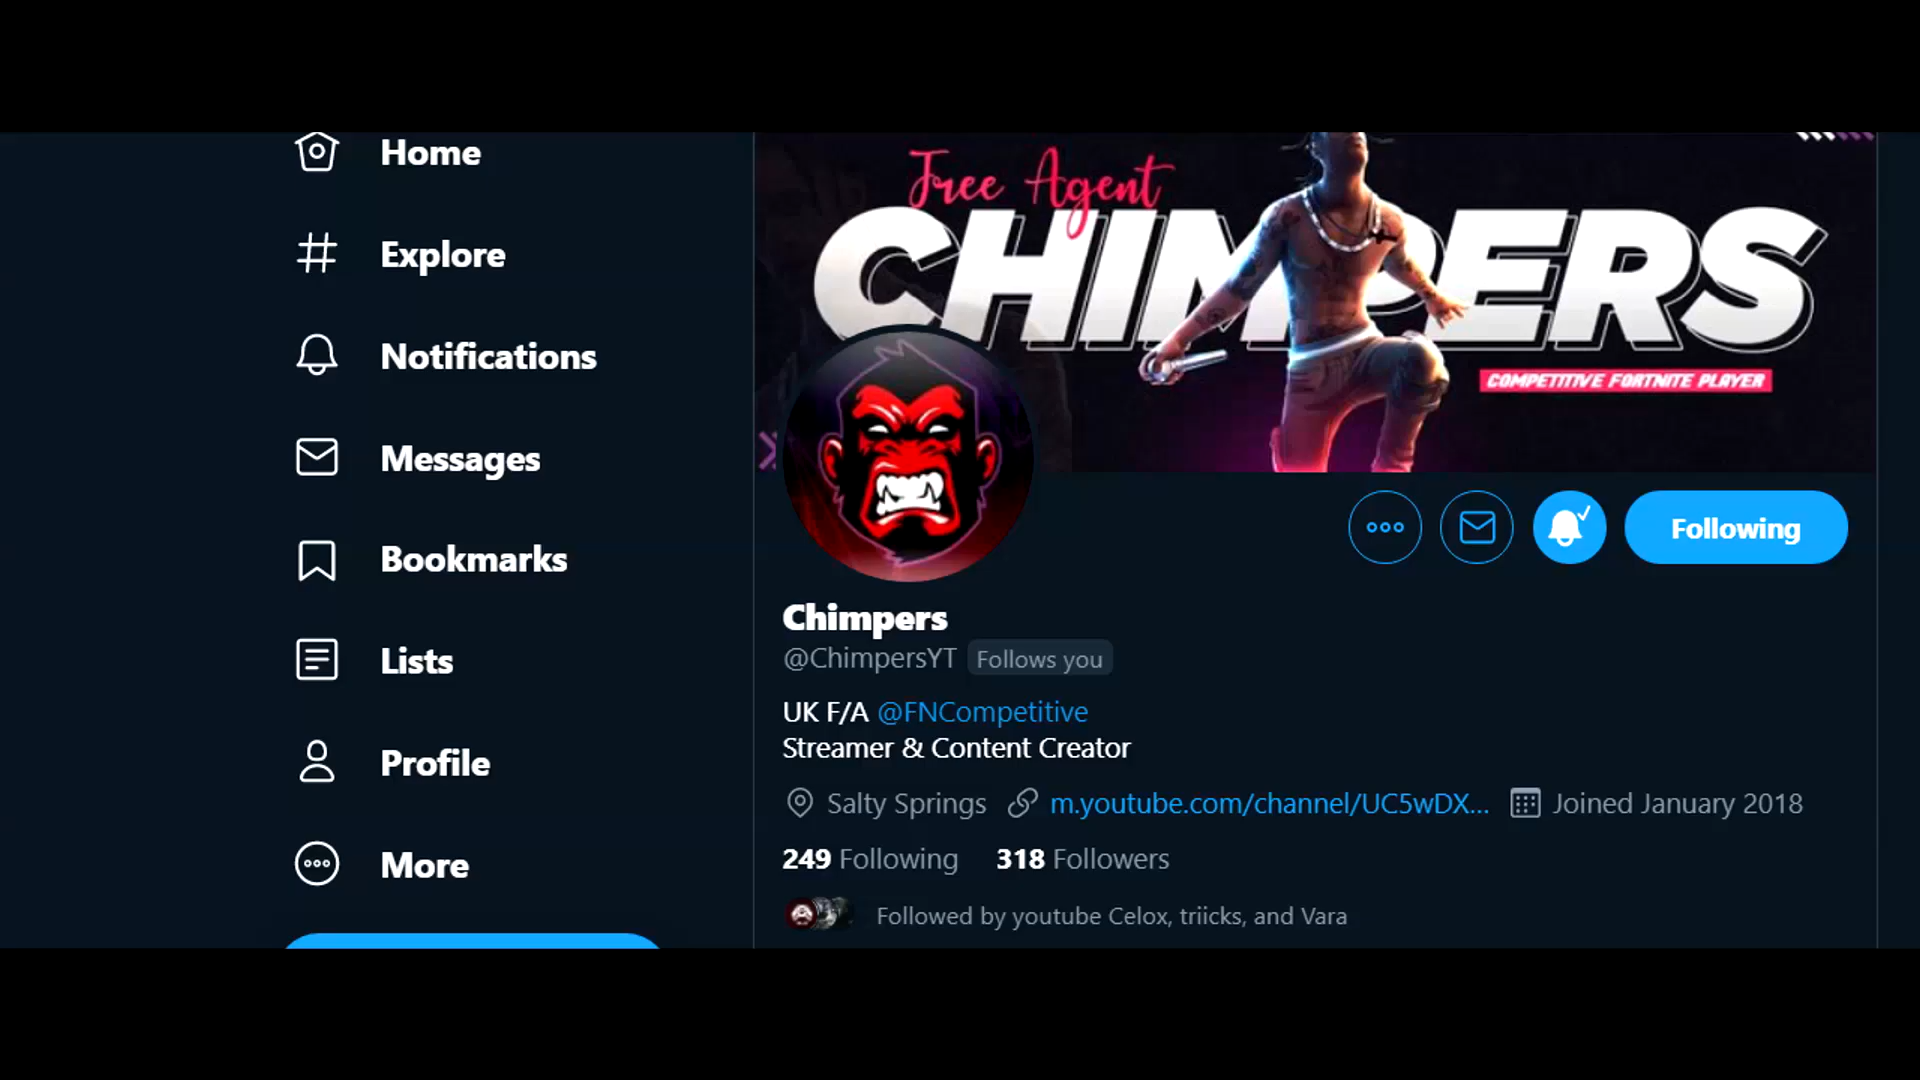 Home
Explore
Notifications
Messages
Bookmarks
Lists
Profile
More
Free Agent
CHIMPERS
COMPETITIVE FORTNITE PLAYER
Following
Chimpers
@ChimpersYT Follows you
UK F/A @FNCompetitive
Streamer & Content Creator
Salty Springs m.youtube.com/channel/UC5wDX... Joined January 2018
249 Following 318 Followers
Followed by youtube Celox, triicks, and Vara